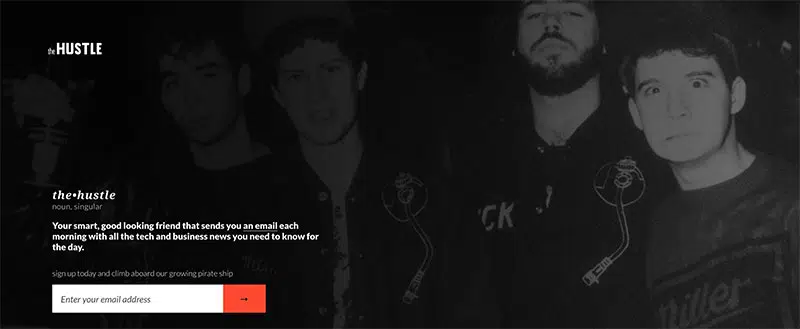 the HUSTLE
the•hustle
noun, singular
Your smart, good looking friend that sends you an email each
morning with all the tech and business news you need to know for
the day.
sign up today and climb aboard our growing pirate ship
Enter your email address
→
CK